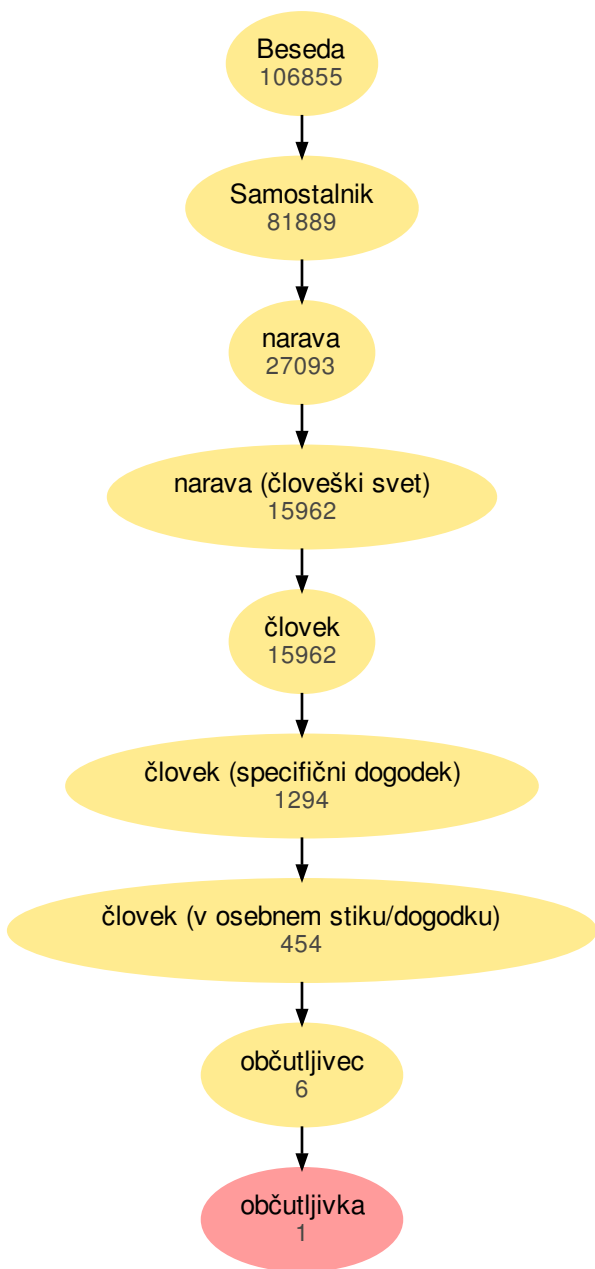 Beseda
106855
Samostalnik
81889
narava
27093
narava (človeški svet)
15962
človek
15962
človek (specifični dogodek)
1294
človek (v osebnem stiku/dogodku)
454
občutljivec
6
občutljivka
1